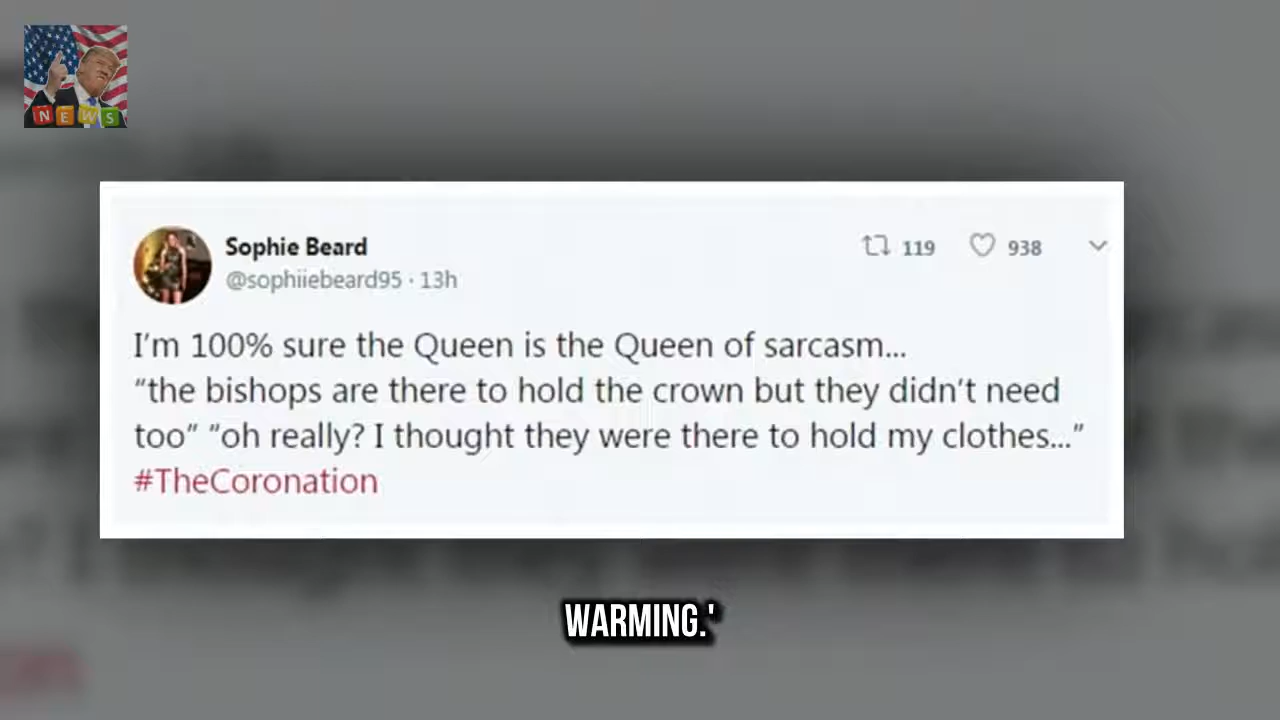 NEWS
Sophie Beard
119 938
@sophiiebeard95 · 13h
I'm 100% sure the Queen is the Queen of sarcasm...
“the bishops are there to hold the crown but they didn't need
too” “oh really? I thought they were there to hold my clothes...”
#TheCoronation
WARMING.'